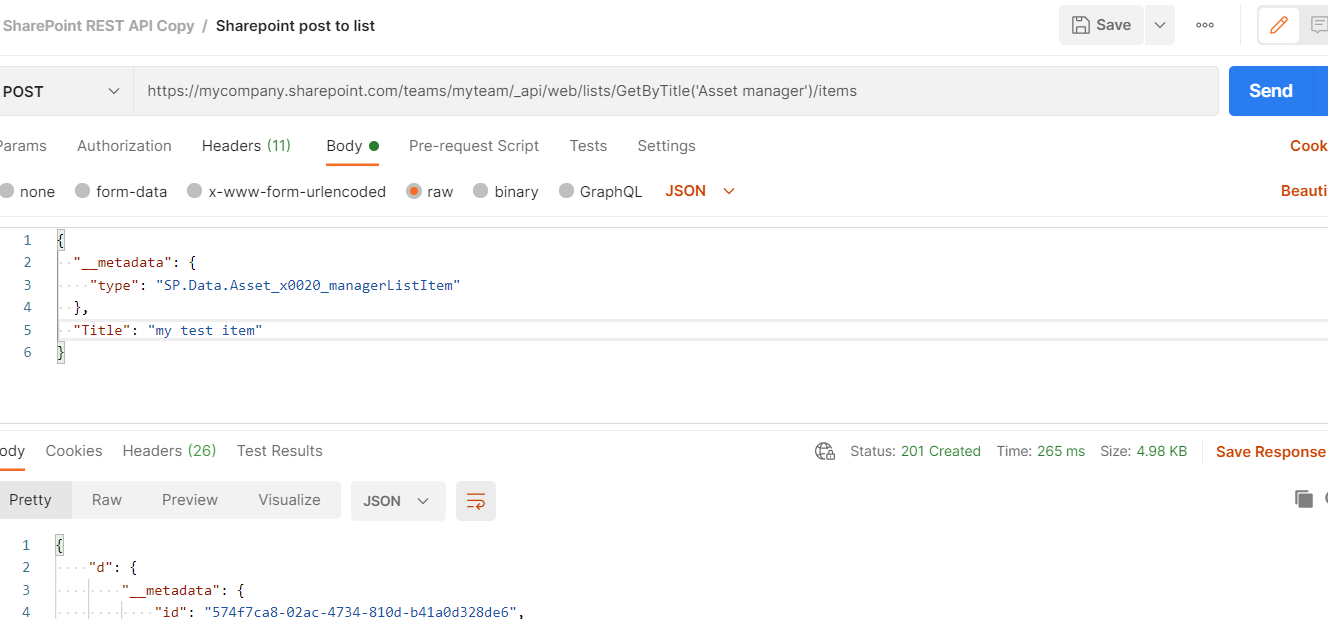 SharePoint REST API Copy / Sharepoint post to list Save
POST https://mycompany.sharepoint.com/teams/myteam/_api/web/lists/GetByTitle('Asset manager')/items Send
Params Authorization Headers (11) Body Pre-request Script Tests Settings Cook
none form-data x-www-form-urlencoded raw binary GraphQL JSON Beauti
1 {
2 "__metadata": {
3 "type": "SP.Data.Asset_x0020_managerListItem"
4 },
5 "Title": "my test item"
6 }
ody Cookies Headers (26) Test Results Status: 201 Created Time: 265 ms Size: 4.98 KB Save Response
Pretty Raw Preview Visualize JSON
1 {
2 "d": {
3 "__metadata": {
4 "id": "574f7ca8-02ac-4734-810d-b41a0d328de6",